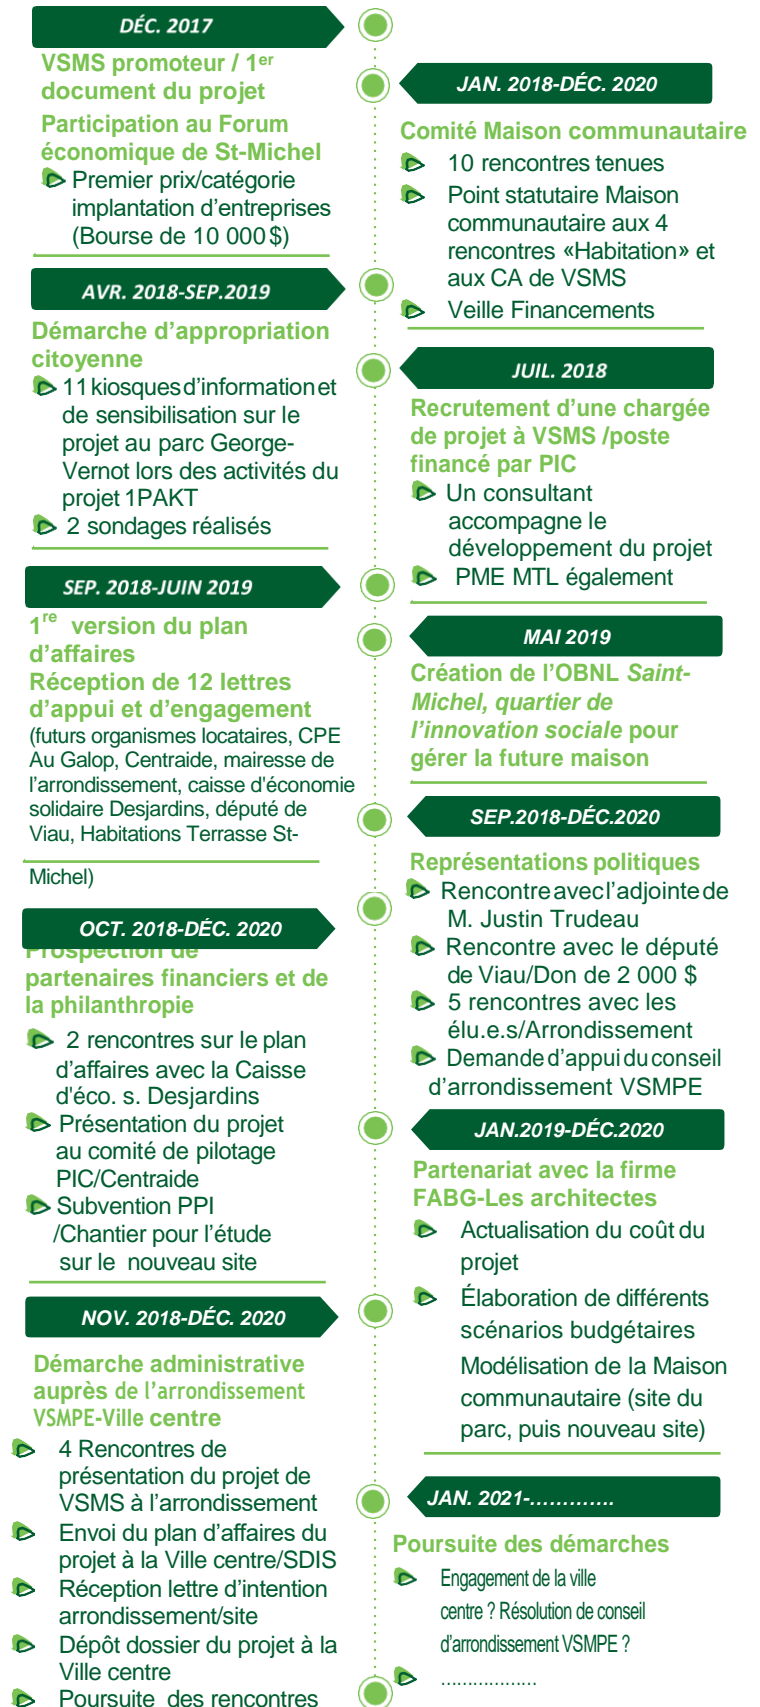 DÉC. 2017
VSMS promoteur / 1er
document du projet
Participation au Forum
économique de St-Michel
Premier prix/catégorie
implantation d'entreprises
(Bourse de 10 000 $)
JAN. 2018-DÉC. 2020
Comité Maison communautaire
10 rencontres tenues
Point statutaire Maison
communautaire aux 4
rencontres «Habitation» et
aux CA de VSMS
Veille Financements
AVR. 2018-SEP.2019
Démarche d'appropriation
citoyenne
11 kiosques d'information et
de sensibilisation sur le
projet au parc George-
Vernot lors des activités du
projet 1PAKT
2 sondages réalisés
JUIL. 2018
Recrutement d'une chargée
de projet à VSMS /poste
financé par PIC
Un consultant
accompagne le
développement du projet
PME MTL également
SEP. 2018-JUIN 2019
1re version du plan
d'affaires
Réception de 12 lettres
d'appui et d'engagement
(futurs organismes locataires, CPE
Au Galop, Centraide, mairesse de
l'arrondissement, caisse d'économie
solidaire Desjardins, député de
Viau, Habitations Terrasse St-
Michel)
MAI 2019
Création de l'OBNL Saint-
Michel, quartier de
l'innovation sociale pour
gérer la future maison
SEP.2018-DÉC.2020
Représentations politiques
Rencontre avec l'adjointe de
M. Justin Trudeau
Rencontre avec le député
de Viau/Don de 2 000 $
5 rencontres avec les
élu.e.s/Arrondissement
Demande d'appui du conseil
d'arrondissement VSMPE
OCT. 2018-DÉC. 2020
Prospection de
partenaires financiers et de
la philanthropie
2 rencontres sur le plan
d'affaires avec la Caisse
d'éco. s. Desjardins
Présentation du projet
au comité de pilotage
PIC/Centraide
Subvention PPI
/Chantier pour l'étude
sur le nouveau site
JAN.2019-DÉC.2020
Partenariat avec la firme
FABG-Les architectes
Actualisation du coût du
projet
Élaboration de différents
scénarios budgétaires
Modélisation de la Maison
communautaire (site du
parc, puis nouveau site)
NOV. 2018-DÉC. 2020
Démarche administrative
auprès de l'arrondissement
VSMPE-Ville centre
4 Rencontres de
présentation du projet de
VSMS à l'arrondissement
Envoi du plan d'affaires du
projet à la Ville centre/SDIS
Réception lettre d'intention
arrondissement/site
Dépôt dossier du projet à la
Ville centre
Poursuite des rencontres
JAN. 2021-………….
Poursuite des démarches
Engagement de la ville
centre ? Résolution de conseil
d'arrondissement VSMPE ?
………………